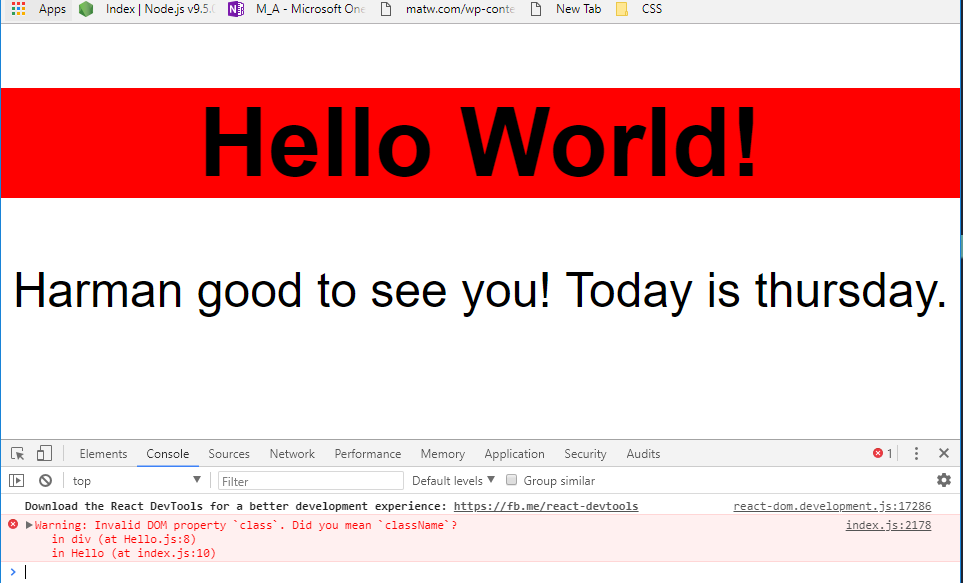 Apps Index | Node.js v9.5.0 M_A - Microsoft One matw.com/wp-conte New Tab CSS
Hello World!
Harman good to see you! Today is thursday.
Elements Console Sources Network Performance Memory Application Security Audits 1
top Filter Default levels Group similar
Download the React DevTools for a better development experience: https://fb.me/react-devtools react-dom.development.js:17286
Warning: Invalid DOM property `class`. Did you mean `className`? index.js:2178
in div (at Hello.js:8)
in Hello (at index.js:10)